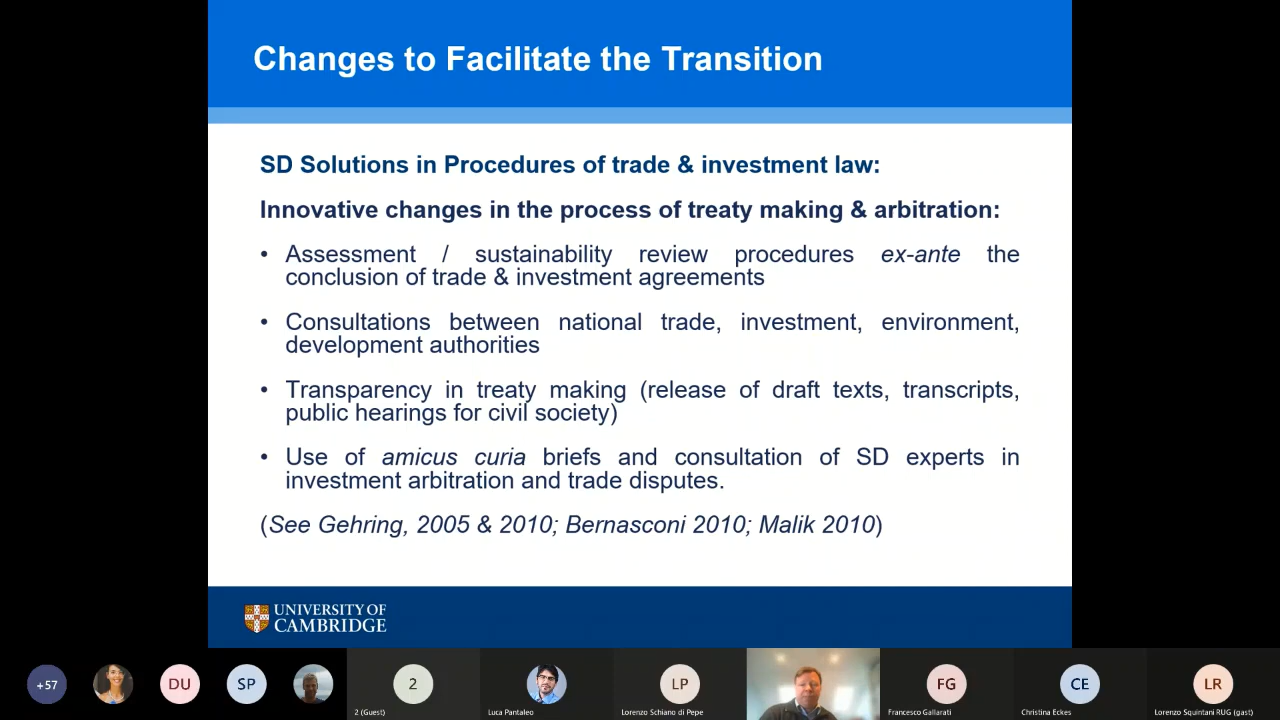 Changes to Facilitate the Transition
SD Solutions in Procedures of trade & investment law:
Innovative changes in the process of treaty making & arbitration:
• Assessment / sustainability review procedures ex-ante the
conclusion of trade & investment agreements
• Consultations between national trade, investment, environment,
development authorities
• Transparency in treaty making (release of draft texts, transcripts,
public hearings for civil society)
• Use of amicus curia briefs and consultation of SD experts in
investment arbitration and trade disputes.
(See Gehring, 2005 & 2010; Bernasconi 2010; Malik 2010)
UNIVERSITY OF
CAMBRIDGE
+57
DU
SP
2
LP
FG
CE
LR
2 (Guest)
Luca Pantaleo
Lorenzo Schiano di Pepe
Francesco Gallarati
Christina Eckes
Lorenzo Squintani RUG (gast)